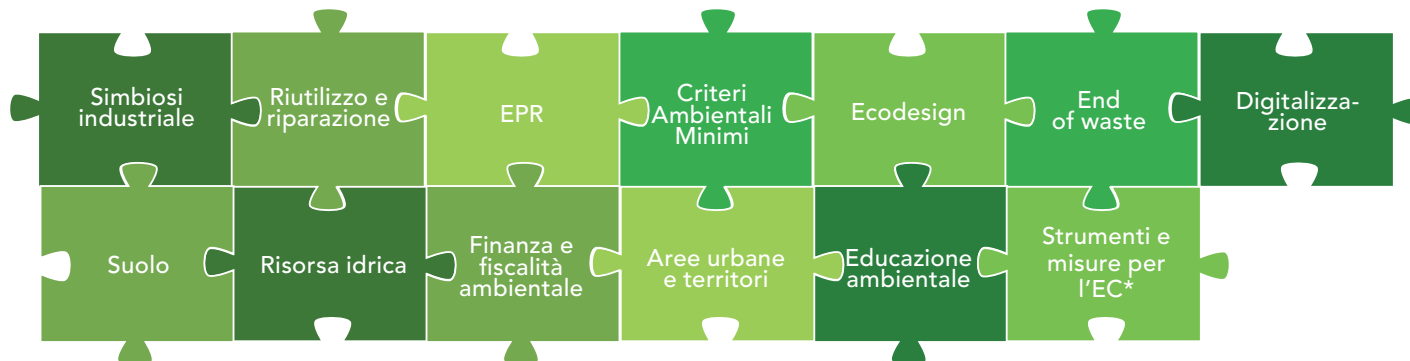 Simbiosi
industriale
Riutilizzo e
riparazione
EPR
Criteri
Ambientali
Minimi
Ecodesign
End
of waste
Digitalizza-
zione
Suolo
Risorsa idrica
Finanza e
fiscalità
ambientale
Aree urbane
e territori
Educazione
ambientale
Strumenti e
misure per
l'EC*